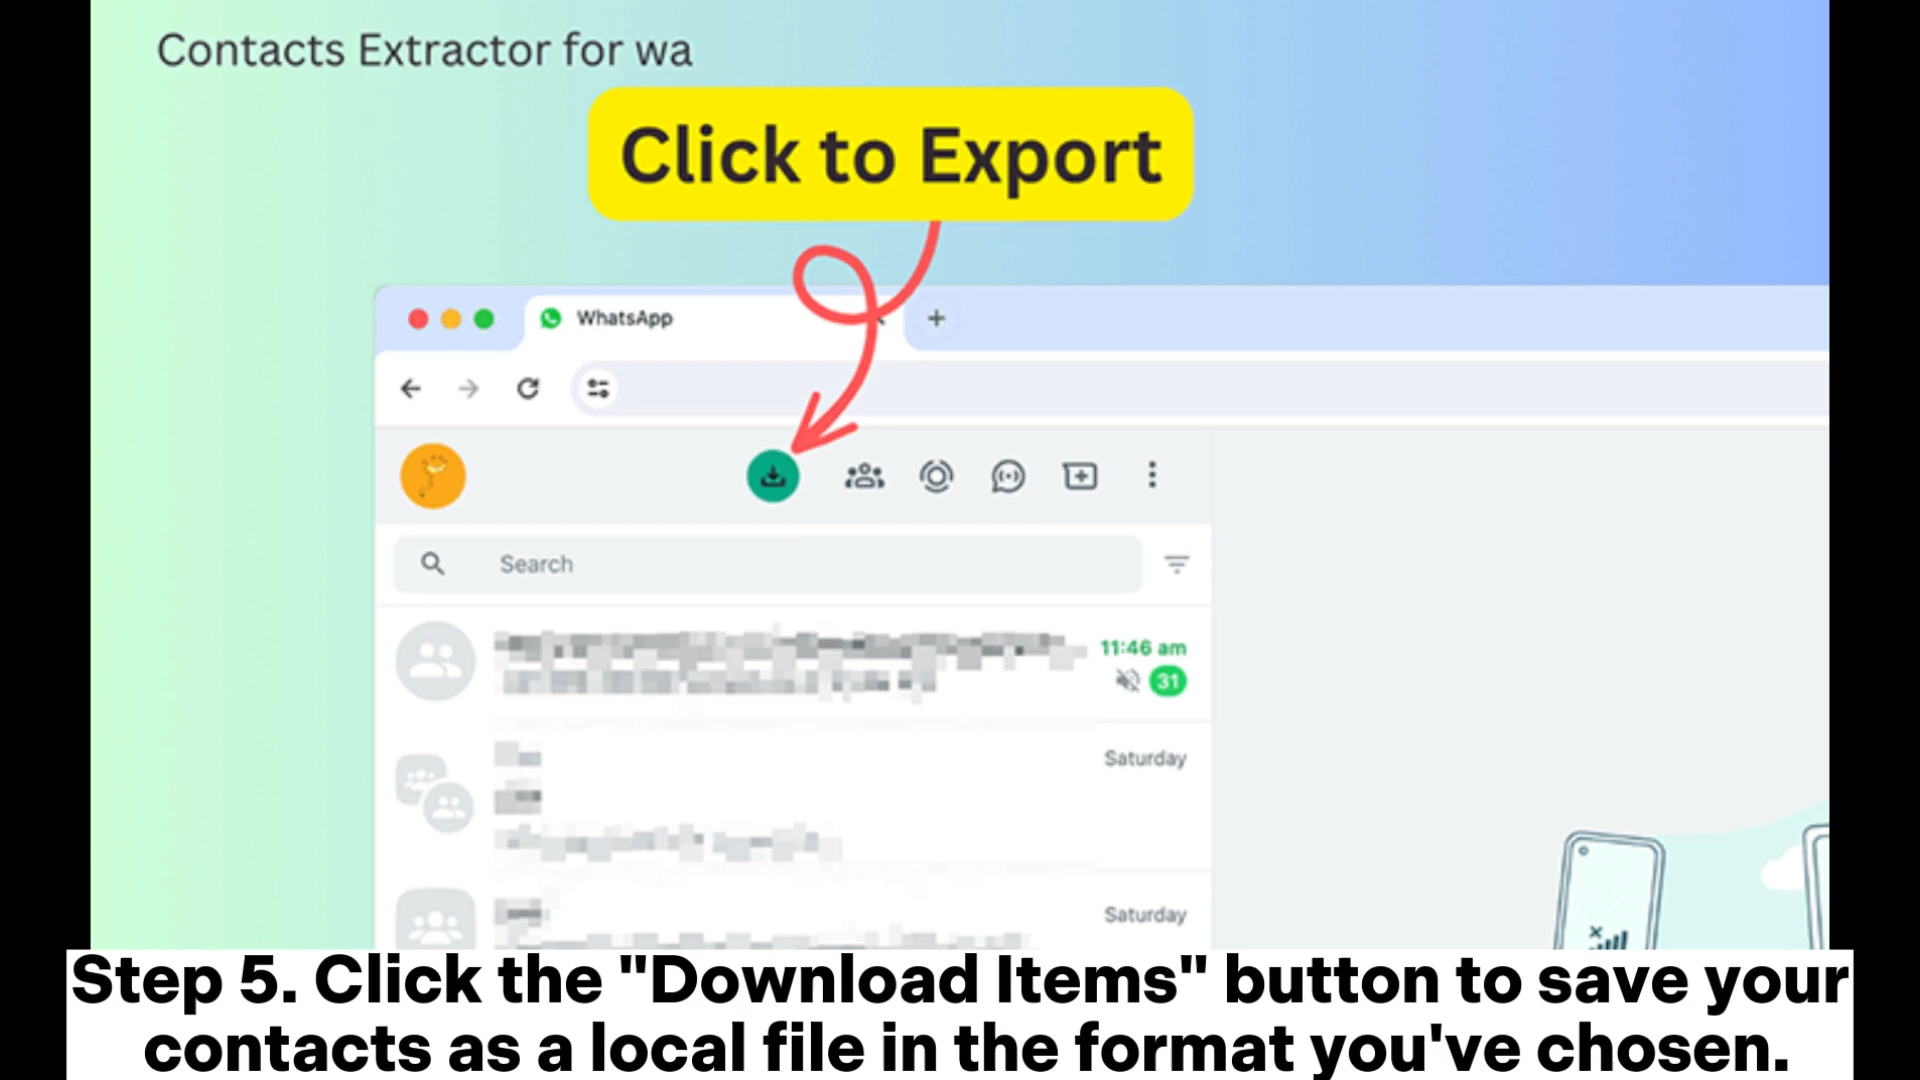 Contacts Extractor for wa
Click to Export
WhatsApp
Search
11:46 am
31
Saturday
Saturday
Step 5. Click the "Download Items" button to save your
contacts as a local file in the format you've chosen.